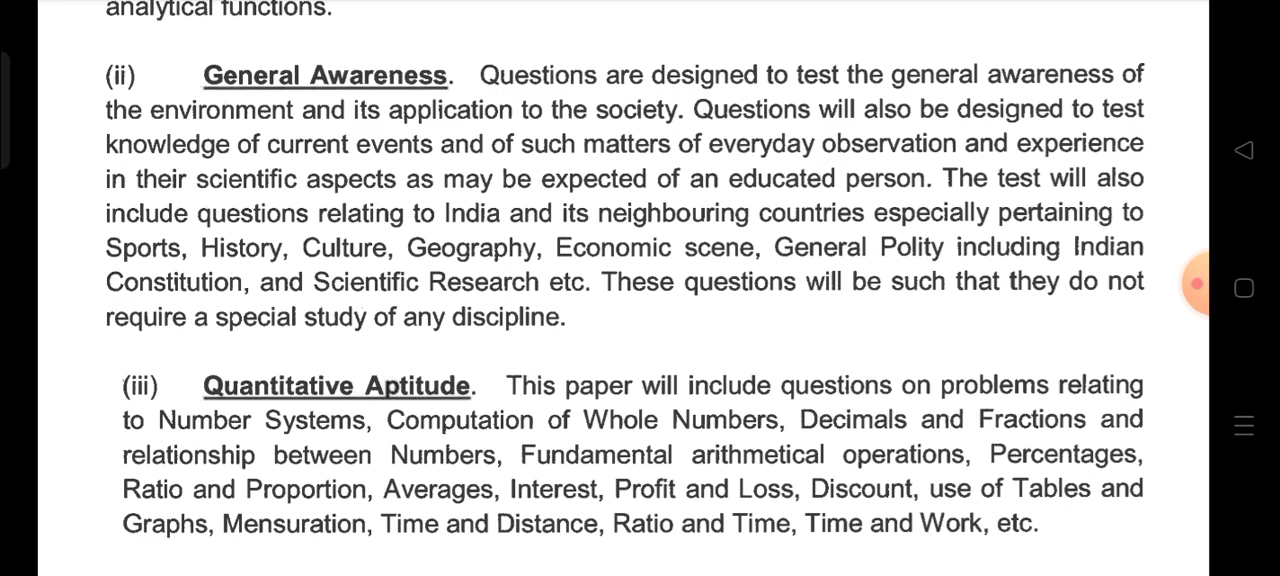 analytical functions.
(ii) General Awareness. Questions are designed to test the general awareness of
the environment and its application to the society. Questions will also be designed to test
knowledge of current events and of such matters of everyday observation and experience
in their scientific aspects as may be expected of an educated person. The test will also
include questions relating to India and its neighbouring countries especially pertaining to
Sports, History, Culture, Geography, Economic scene, General Polity including Indian
Constitution, and Scientific Research etc. These questions will be such that they do not
require a special study of any discipline.
(iii) Quantitative Aptitude. This paper will include questions on problems relating
to Number Systems, Computation of Whole Numbers, Decimals and Fractions and
relationship between Numbers, Fundamental arithmetical operations, Percentages,
Ratio and Proportion, Averages, Interest, Profit and Loss, Discount, use of Tables and
Graphs, Mensuration, Time and Distance, Ratio and Time, Time and Work, etc.